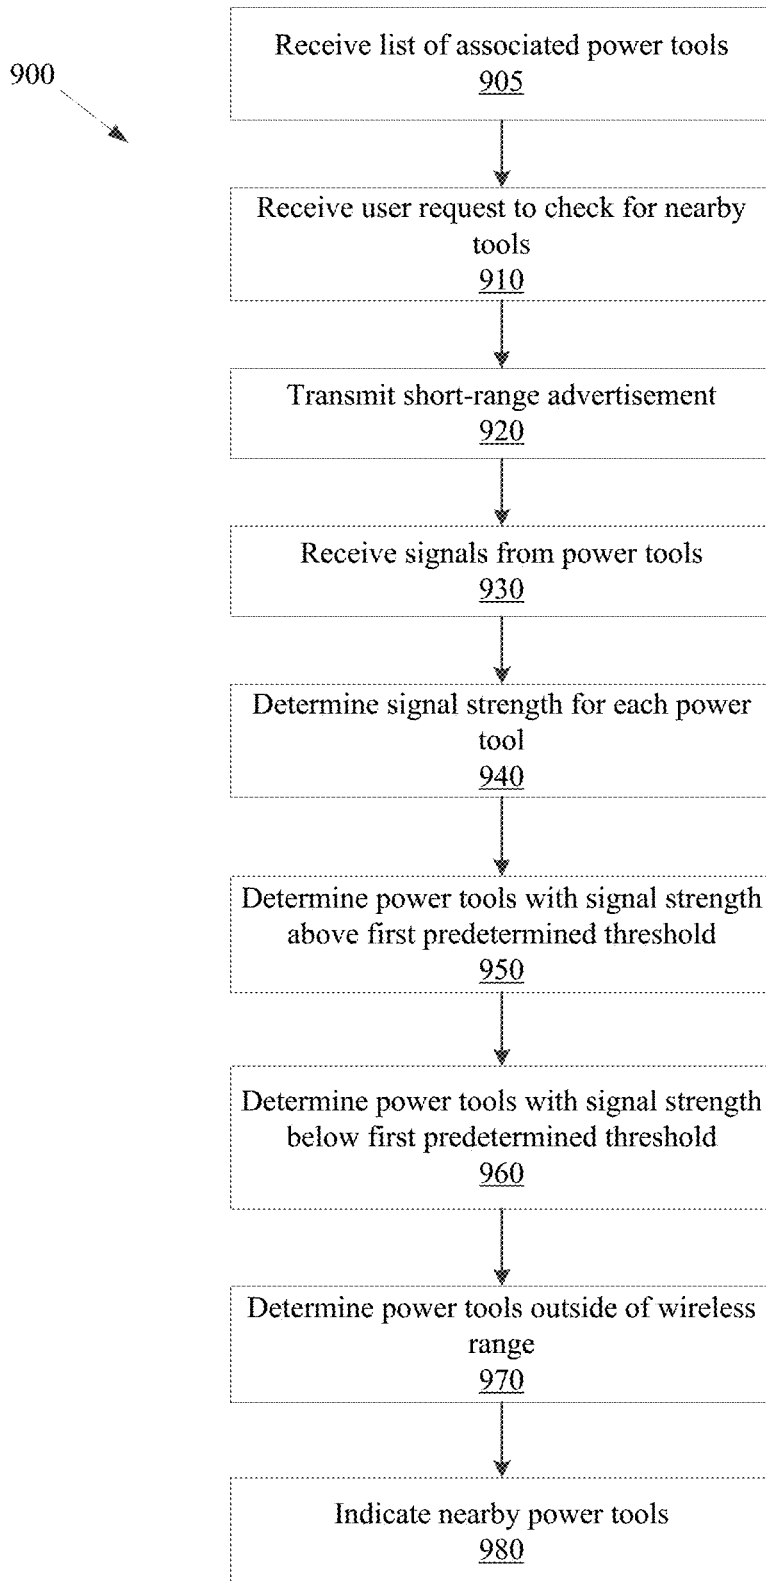 900
Receive list of associated power tools
905
Receive user request to check for nearby
tools
910
Transmit short-range advertisement
920
Receive signals from power tools
930
Determine signal strength for each power
tool
940
Determine power tools with signal strength
above first predetermined threshold
950
Determine power tools with signal strength
below first predetermined threshold
960
Determine power tools outside of wireless
range
970
Indicate nearby power tools
980